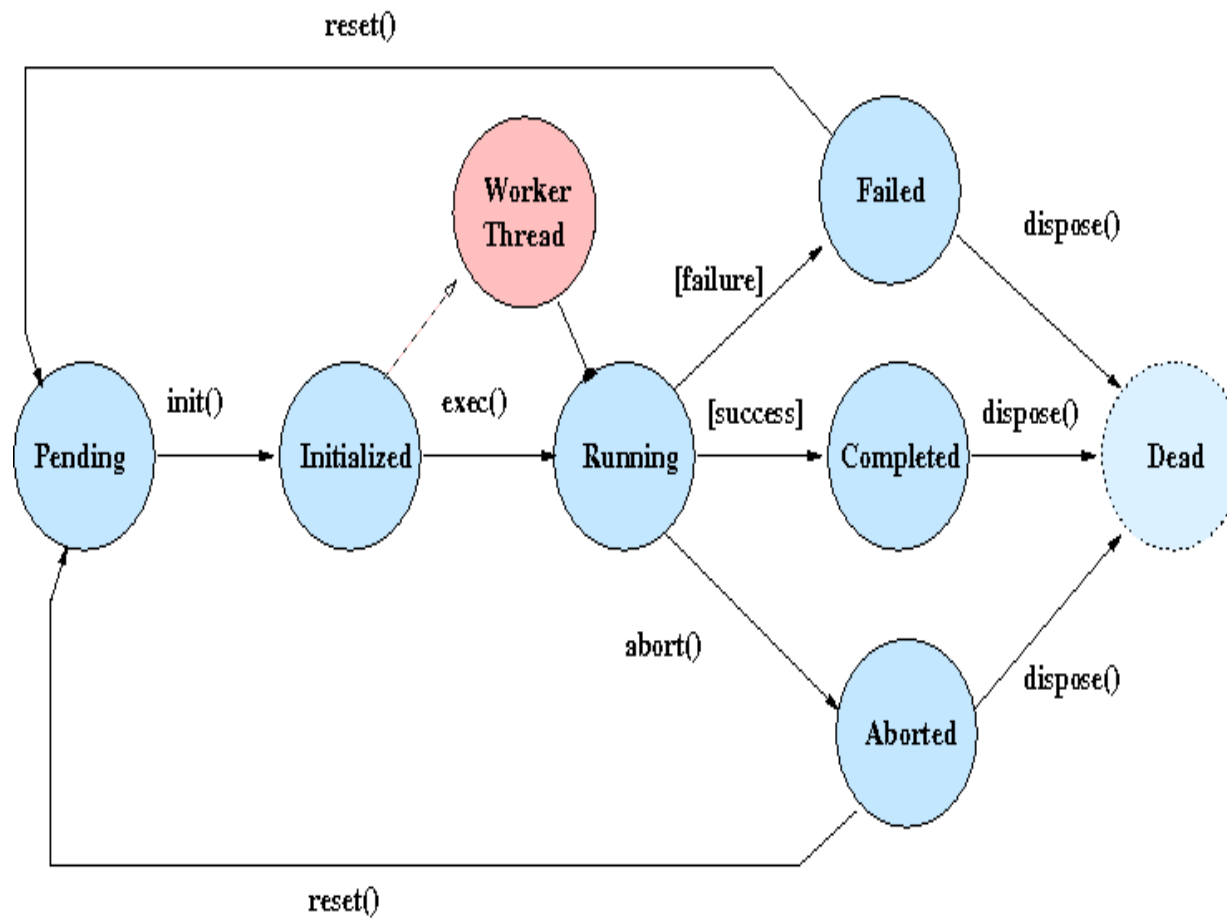 reset()
Worker
Thread
Failed
dispose()
[failure]
init()
exec()
[success]
dispose()
Pending
Initialized
Running
Completed
Dead
abort()
dispose()
Aborted
reset()